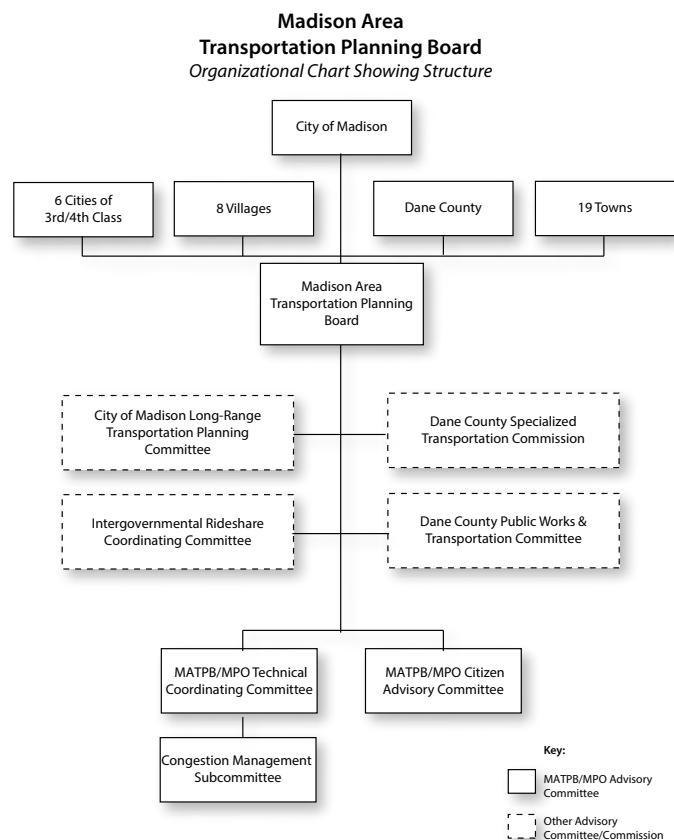 Madison Area
Transportation Planning Board
Organizational Chart Showing Structure
City of Madison
6 Cities of
3rd/4th Class
8 Villages
Dane County
19 Towns
Madison Area
Transportation Planning
Board
City of Madison Long-Range
Transportation Planning
Committee
Dane County Specialized
Transportation Commission
Intergovernmental Rideshare
Coordinating Committee
Dane County Public Works &
Transportation Committee
MATPB/MPO Technical
Coordinating Committee
MATPB/MPO Citizen
Advisory Committee
Congestion Management
Subcommittee
Key:
MATPB/MPO Advisory
Committee
Other Advisory
Committee/Commission